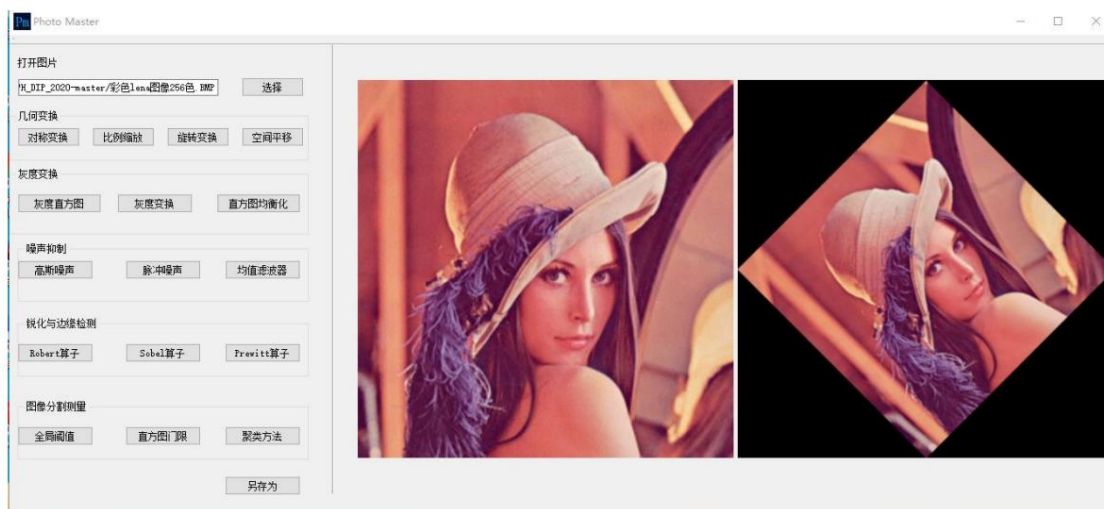 Pm Photo Master
打开图片
PH_DIP_2020-master/彩色lena图像256色.BMP 选择
几何变换
对称变换 比例缩放 旋转变换 空间平移
灰度变换
灰度直方图 灰度变换 直方图均衡化
噪声抑制
高斯噪声 脉冲噪声 均值滤波器
锐化与边缘检测
Robert算子 Sobel算子 Prewitt算子
图像分割测量
全局阈值 直方图门限 聚类方法
另存为